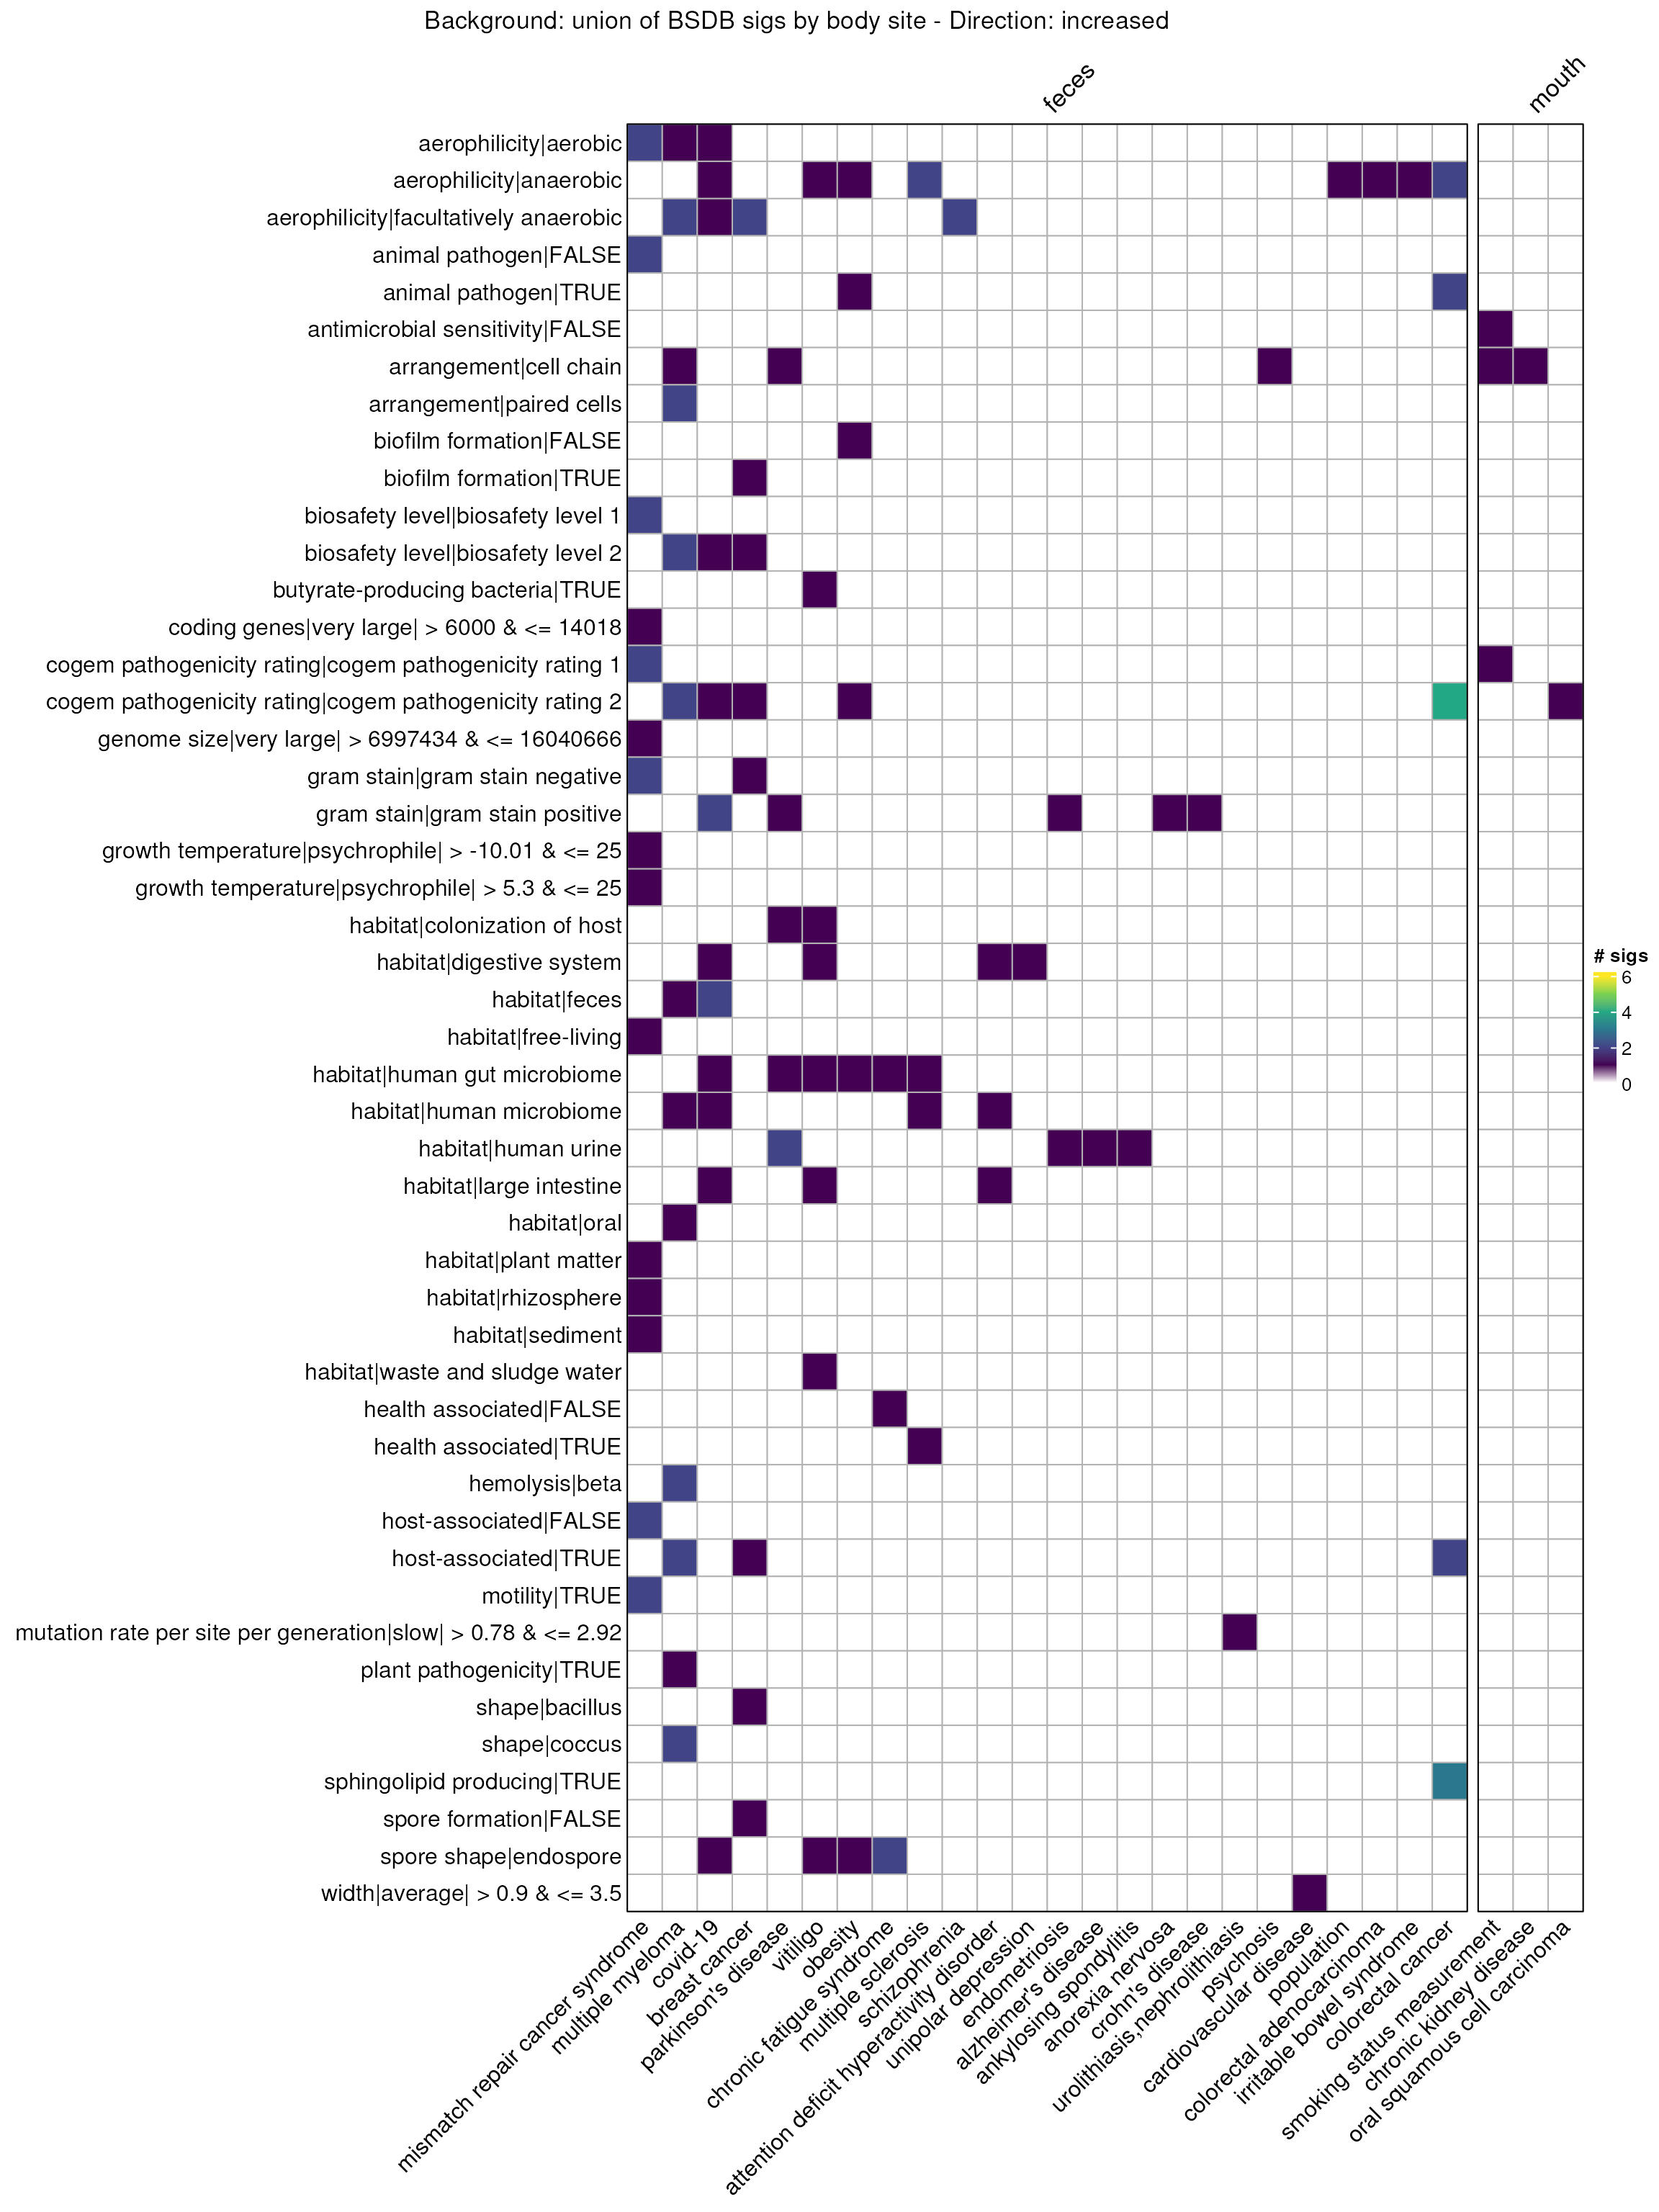 Background: union of BSDB sigs by body site - Direction: increased
feces
mouth
aerophilicity|aerobic
aerophilicity|anaerobic
aerophilicity|facultatively anaerobic
animal pathogen|FALSE
animal pathogen|TRUE
antimicrobial sensitivity|FALSE
arrangement|cell chain
arrangement|paired cells
biofilm formation|FALSE
biofilm formation|TRUE
biosafety level|biosafety level 1
biosafety level|biosafety level 2
butyrate-producing bacteria|TRUE
coding genes|very large| > 6000 & <= 14018
cogem pathogenicity rating|cogem pathogenicity rating 1
cogem pathogenicity rating|cogem pathogenicity rating 2
genome size|very large| > 6997434 & <= 16040666
gram stain|gram stain negative
gram stain|gram stain positive
growth temperature|psychrophile| > -10.01 & <= 25
growth temperature|psychrophile| > 5.3 & <= 25
habitat|colonization of host
habitat|digestive system
habitat|feces
habitat|free-living
habitat|human gut microbiome
habitat|human microbiome
habitat|human urine
habitat|large intestine
habitat|oral
habitat|plant matter
habitat|rhizosphere
habitat|sediment
habitat|waste and sludge water
health associated|FALSE
health associated|TRUE
hemolysis|beta
host-associated|FALSE
host-associated|TRUE
motility|TRUE
mutation rate per site per generation|slow| > 0.78 & <= 2.92
plant pathogenicity|TRUE
shape|bacillus
shape|coccus
sphingolipid producing|TRUE
spore formation|FALSE
spore shape|endospore
width|average| > 0.9 & <= 3.5
# sigs
6
4
2
0
mismatch repair cancer syndrome
multiple myeloma
covid-19
breast cancer
parkinson's disease
vitiligo
obesity
chronic fatigue syndrome
multiple sclerosis
schizophrenia
attention deficit hyperactivity disorder
unipolar depression
endometriosis
alzheimer's disease
ankylosing spondylitis
anorexia nervosa
crohn's disease
urolithiasis,nephrolithiasis
psychosis
cardiovascular disease
population
colorectal adenocarcinoma
irritable bowel syndrome
colorectal cancer
smoking status measurement
chronic kidney disease
oral squamous cell carcinoma